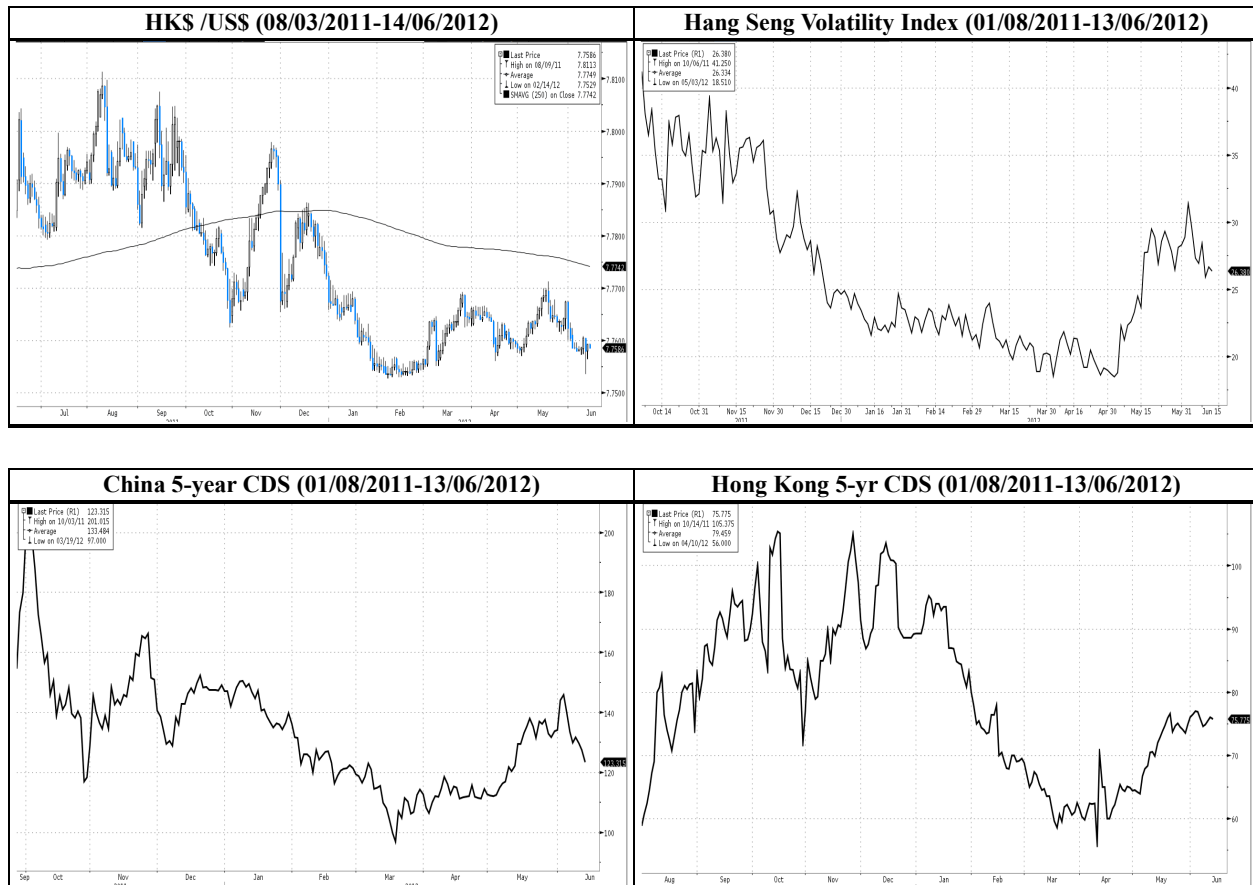 HK$ /US$ (08/03/2011-14/06/2012)
Last Price 7.7586
High on 08/09/11 7.8113
Average 7.7749
Low on 02/14/12 7.7529
SMAVG (250) on Close 7.7742
7.8100
7.8000
7.7900
7.7800
7.7742
7.7700
7.7600
7.7586
7.7500
Jul Aug Sep Oct Nov Dec Jan Feb Mar Apr May Jun
2011
Hang Seng Volatility Index (01/08/2011-13/06/2012)
Last Price (R1) 26.380
High on 10/06/11 41.250
Average 26.334
Low on 05/03/12 18.510
40
35
30
26.380
25
20
Oct 14 Oct 31 Nov 15 Nov 30 Dec 15 Dec 30 Jan 16 Jan 31 Feb 14 Feb 29 Mar 15 Mar 30 Apr 16 Apr 30 May 15 May 31 Jun 15
2011 2012
China 5-year CDS (01/08/2011-13/06/2012)
Last Price (R1) 123.315
High on 10/03/11 201.015
Average 133.484
Low on 03/19/12 97.000
200
180
160
140
123.315
120
100
Sep Oct Nov Dec Jan Feb Mar Apr May Jun
Hong Kong 5-yr CDS (01/08/2011-13/06/2012)
Last Price (R1) 75.775
High on 10/14/11 105.375
Average 79.459
Low on 04/10/12 56.000
100
90
80
75.775
70
60
Aug Sep Oct Nov Dec Jan Feb Mar Apr May Jun